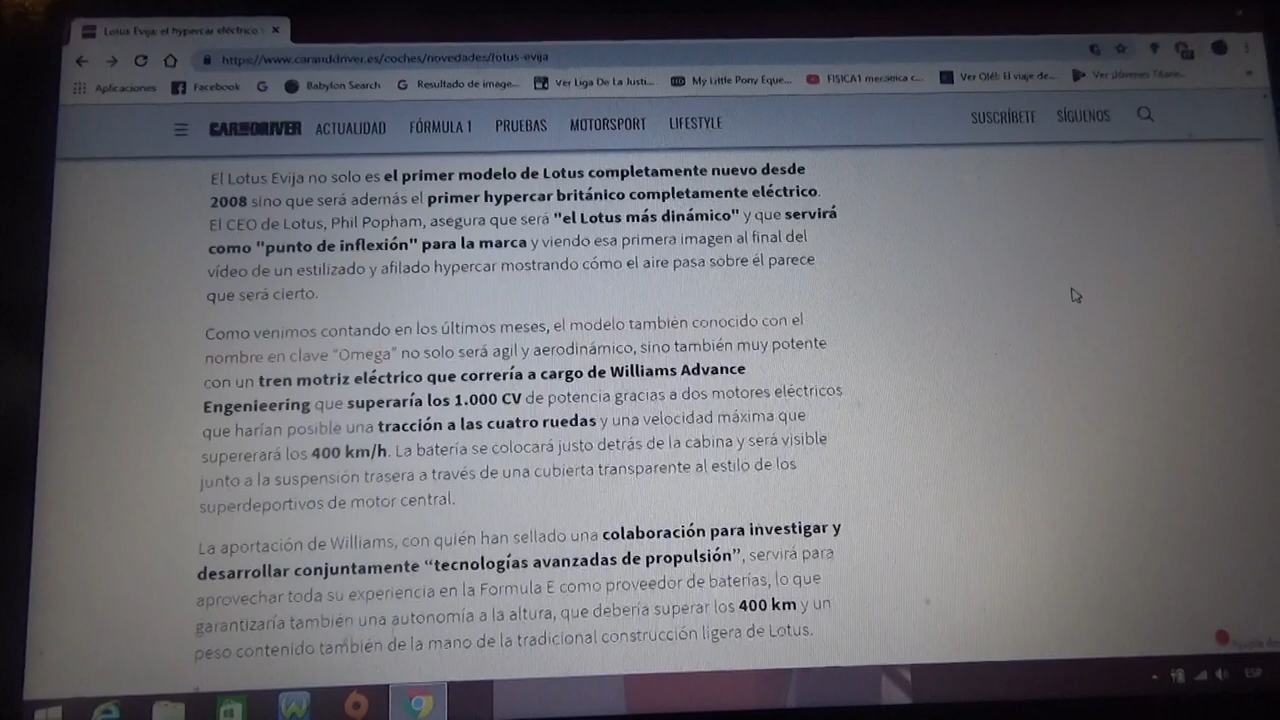 Lotus Evija: el hypercar eléctrico
https://www.caranddriver.es/coches/novedades/lotus-evija
Aplicaciones Facebook Babylon Search Resultado de image... Ver Liga De La Justi... My Little Pony Eque... FISICA1 mecánica c... Ver Olé!: El viaje de... Ver Jóvenes Titane...
CAR AND DRIVER ACTUALIDAD FÓRMULA 1 PRUEBAS MOTORSPORT LIFESTYLE SUSCRÍBETE SÍGUENOS
El Lotus Evija no solo es el primer modelo de Lotus completamente nuevo desde
2008 sino que será además el primer hypercar británico completamente eléctrico.
El CEO de Lotus, Phil Popham, asegura que será "el Lotus más dinámico" y que servirá
como "punto de inflexión" para la marca y viendo esa primera imagen al final del
vídeo de un estilizado y afilado hypercar mostrando cómo el aire pasa sobre él parece
que será cierto.
Como venimos contando en los últimos meses, el modelo también conocido con el
nombre en clave “Omega” no solo será agil y aerodinámico, sino también muy potente
con un tren motriz eléctrico que correría a cargo de Williams Advance
Engenieering que superaría los 1.000 CV de potencia gracias a dos motores eléctricos
que harían posible una tracción a las cuatro ruedas y una velocidad máxima que
supererará los 400 km/h. La batería se colocará justo detrás de la cabina y será visible
junto a la suspensión trasera a través de una cubierta transparente al estilo de los
superdeportivos de motor central.
La aportación de Williams, con quién han sellado una colaboración para investigar y
desarrollar conjuntamente “tecnologías avanzadas de propulsión”, servirá para
aprovechar toda su experiencia en la Formula E como proveedor de baterías, lo que
garantizaría también una autonomía a la altura, que debería superar los 400 km y un
peso contenido también de la mano de la tradicional construcción ligera de Lotus.
ESP